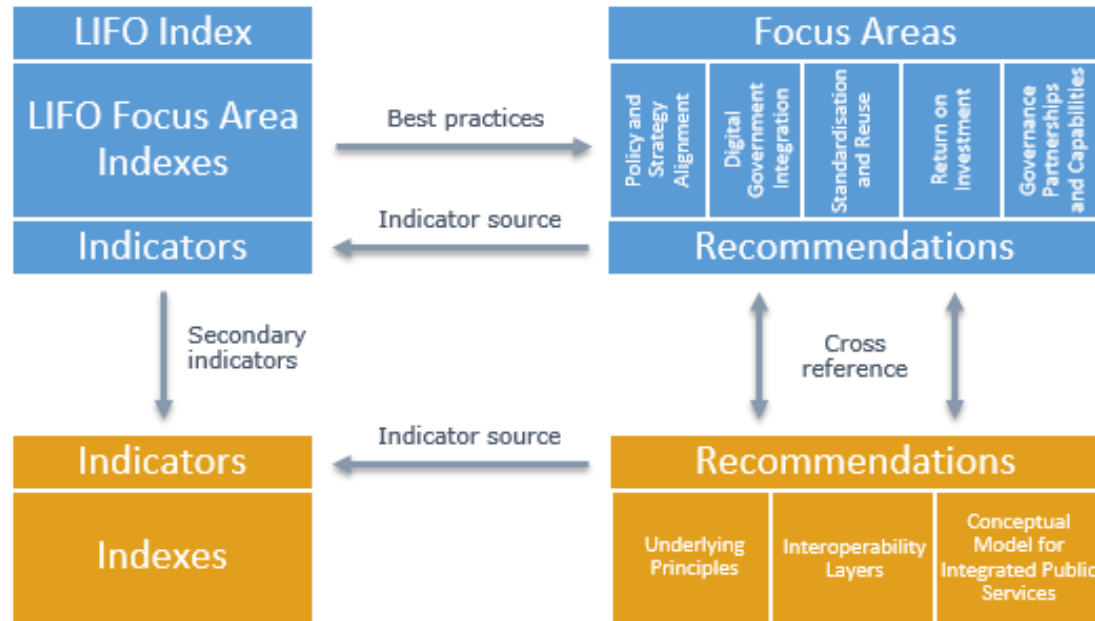 LIFO Index
LIFO Focus Area
Indexes
Indicators
Best practices
Indicator source
Focus Areas
Policy and
Strategy
Alignment
Digital
Government
Integration
Standardisation
and Reuse
Return on
Investment
Governance
Partnerships
and Capabilities
Recommendations
Secondary
indicators
Cross
reference
Indicators
Indexes
Indicator source
Recommendations
Underlying
Principles
Interoperability
Layers
Conceptual
Model for
Integrated Public
Services